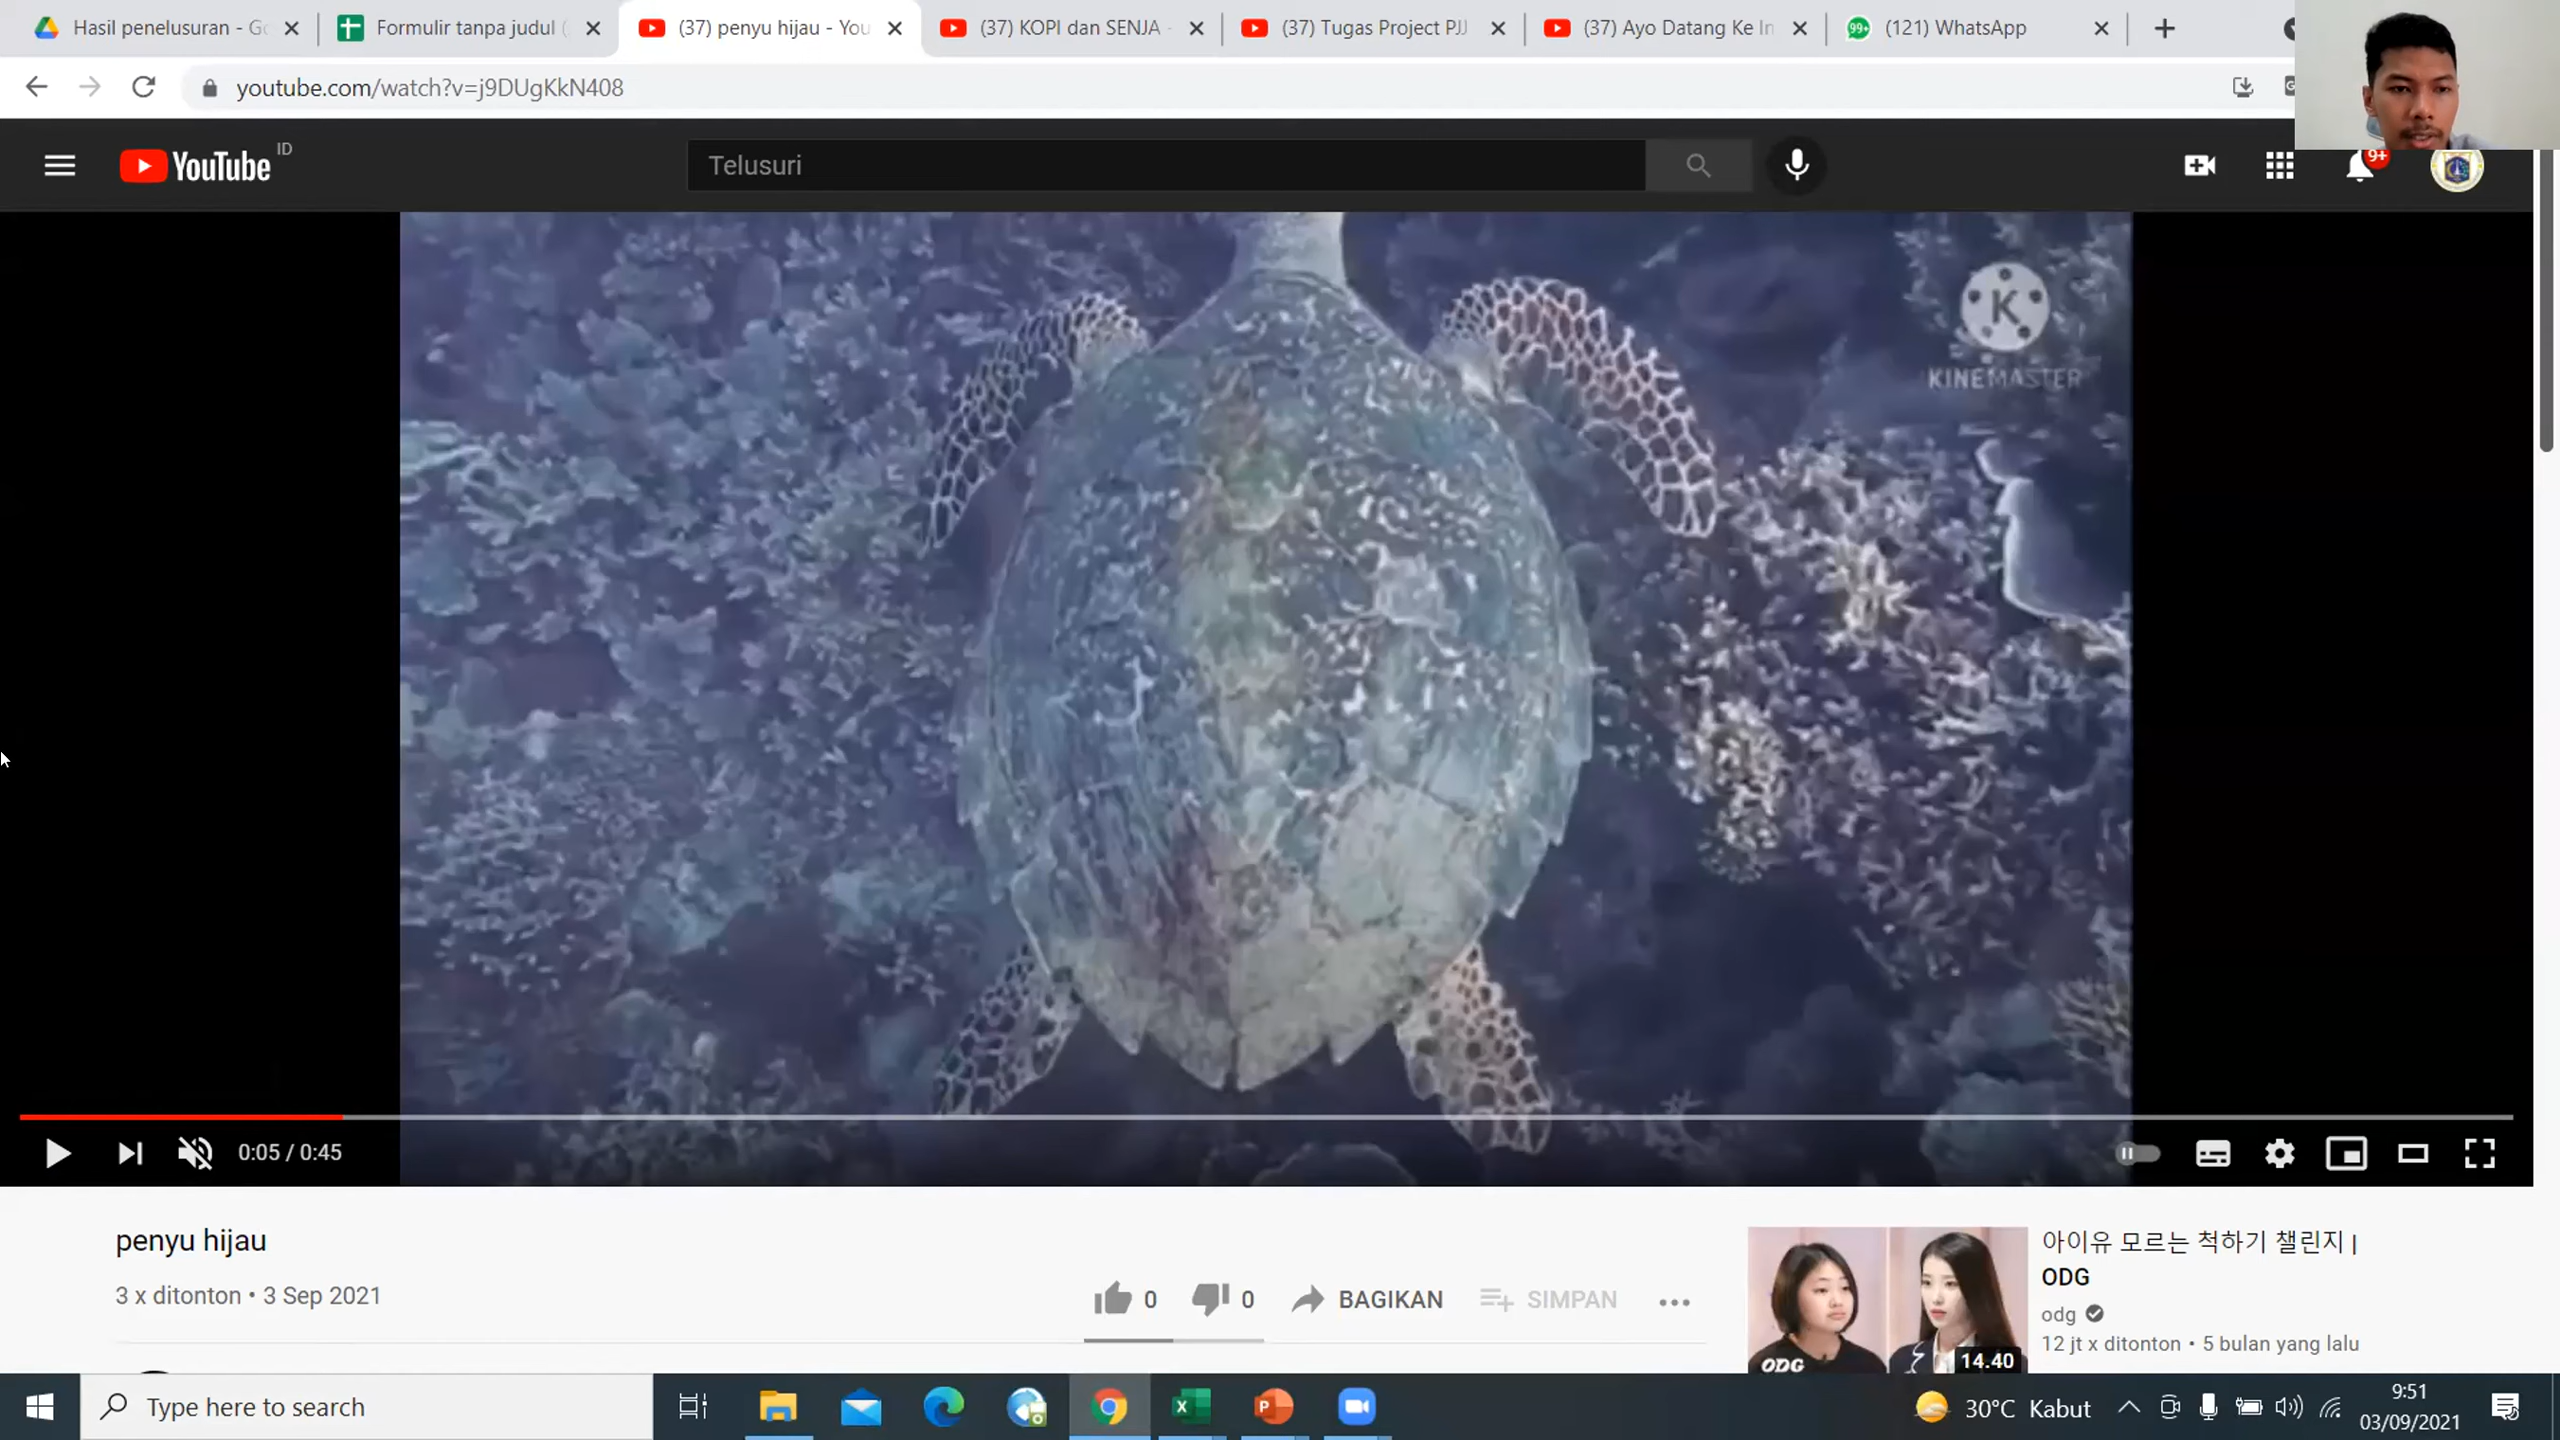 Hasil penelusuran - Go
Formulir tanpa judul (
(37) penyu hijau - You
(37) KOPI dan SENJA -
(37) Tugas Project PJJ
(37) Ayo Datang Ke In
99+
(121) WhatsApp
youtube.com/watch?v=j9DUgKkN408
YouTube ID
Telusuri
9+
K
KINEMASTER
0:05 / 0:45
penyu hijau
3 x ditonton • 3 Sep 2021
0
0
BAGIKAN
SIMPAN
ODG
14.40
아이유 모르는 척하기 챌린지 |
ODG
odg
12 jt x ditonton • 5 bulan yang lalu
Type here to search
30°C Kabut
9:51
03/09/2021